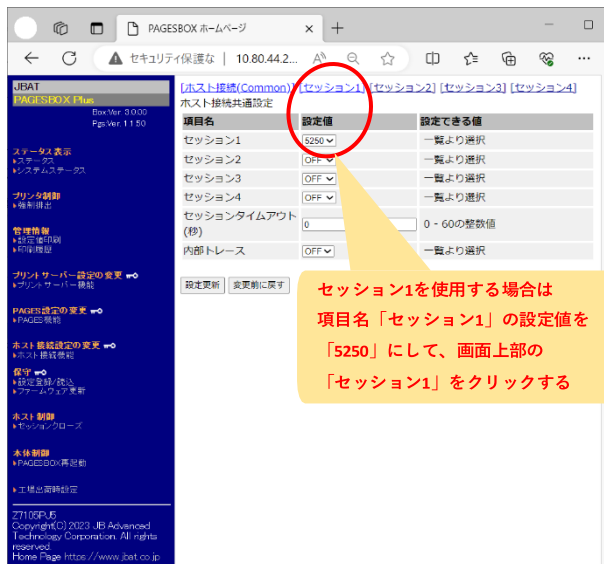 PAGESBOX ホームページ
セキュリティ保護な
10.80.44.2...
JBAT
PAGESBOX Plus
Box:Ver. 3.0.00
Pgs:Ver. 1 1.50
ステータス表示
ステータス
システムステータス
プリンタ制御
強制排出
管理情報
設定値印刷
印刷履歴
プリントサーバー設定の変更
プリントサーバー機能
PAGES設定の変更
PAGES機能
ホスト接続設定の変更
ホスト接続機能
保守
設定登録/読込
ファームウェア更新
ホスト制御
セッションクローズ
本体制御
PAGESBOX再起動
工場出荷時設定
Z7105PU5
Copyright(C) 2023 JB Advanced
Technology Corporation. All rights
reserved.
Home Page https://www.jbat.co.jp
[ホスト接続(Common)] [セッション1] [セッション2] [セッション3] [セッション4]
ホスト接続共通設定
項目名 設定値 設定できる値
セッション1 5250 一覧より選択
セッション2 OFF 一覧より選択
セッション3 OFF 一覧より選択
セッション4 OFF 一覧より選択
セッションタイムアウト
(秒) 0 0 - 60の整数値
内部トレース OFF 一覧より選択
設定更新 変更前に戻す
セッション1を使用する場合は
項目名「セッション1」の設定値を
「5250」にして、画面上部の
「セッション1」をクリックする